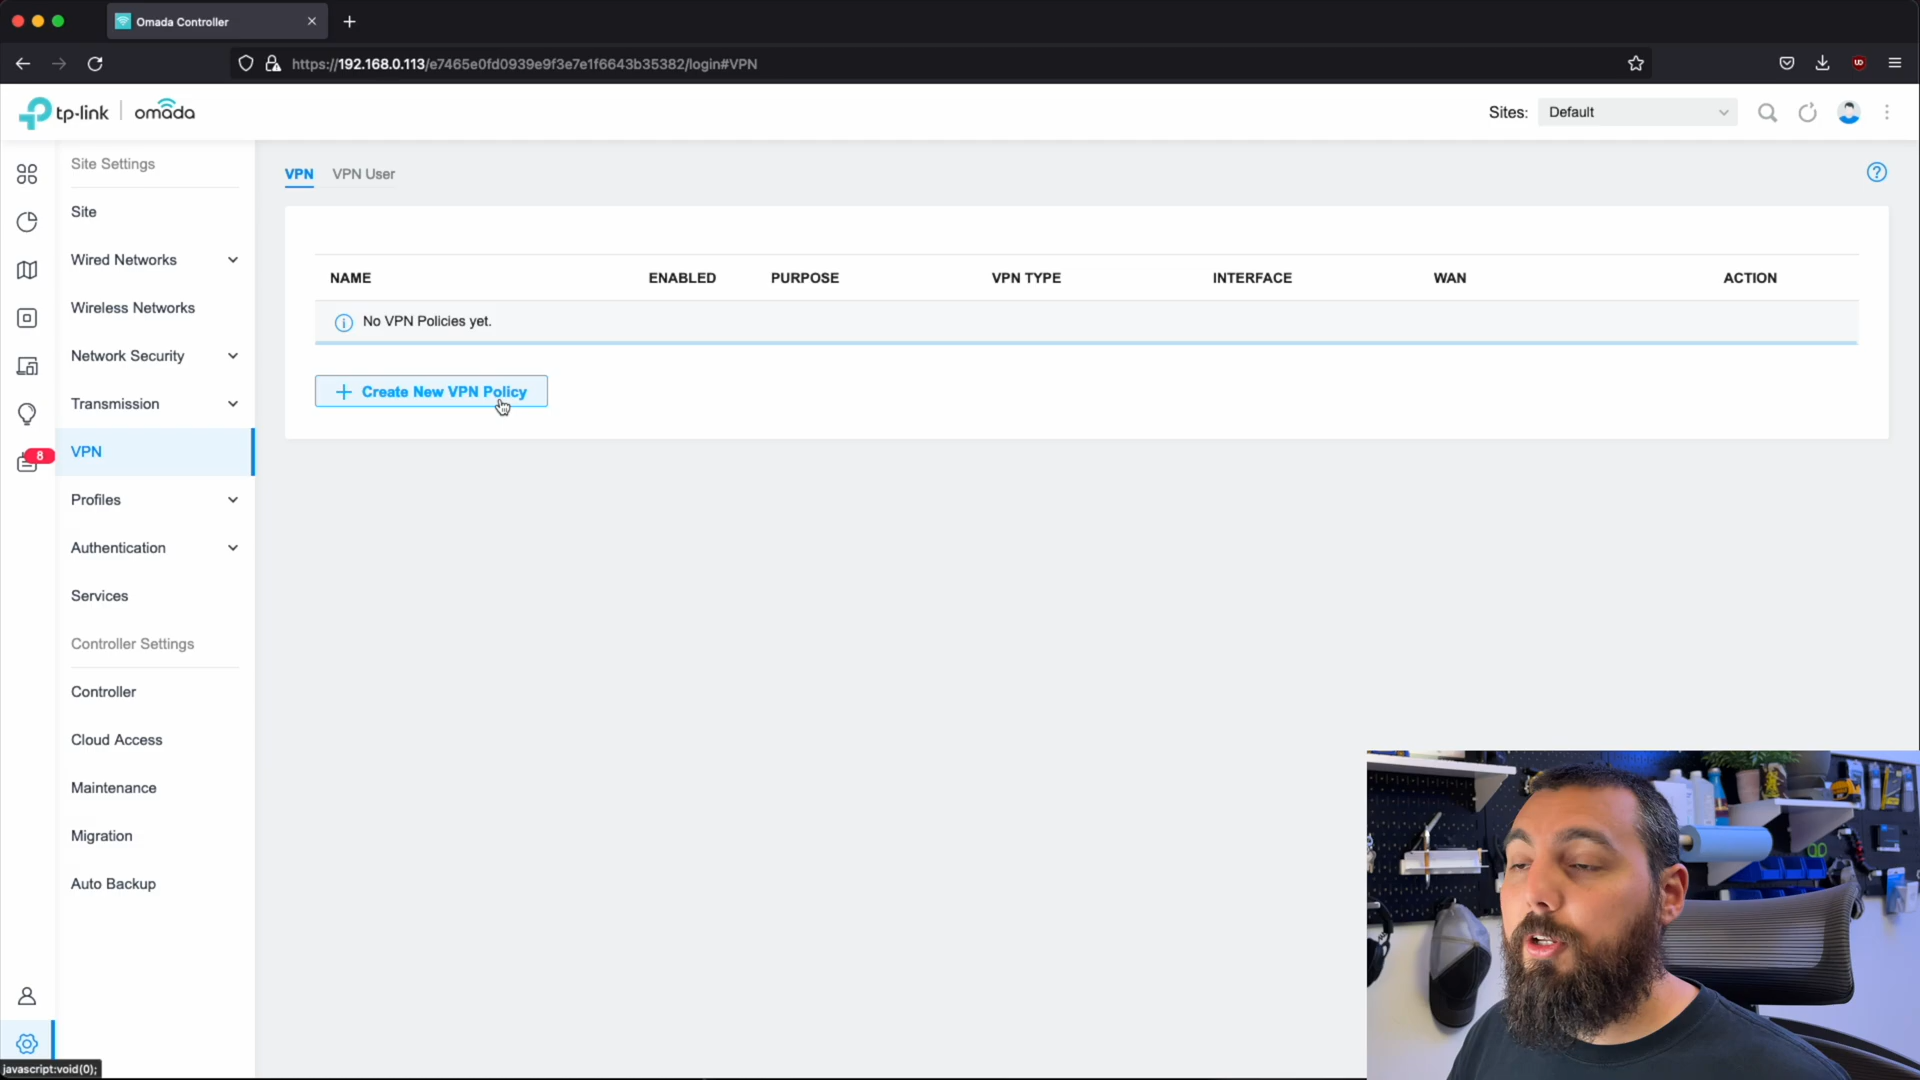 Omada Controller
https://192.168.0.113/e7465e0fd0939e9f3e7e1f6643b35382/login#VPN
tp-link | omada
Sites: Default
Site Settings
Site
Wired Networks
Wireless Networks
Network Security
Transmission
VPN
Profiles
Authentication
Services
Controller Settings
Controller
Cloud Access
Maintenance
Migration
Auto Backup
8
javascript:void(0);
VPN VPN User
NAME ENABLED PURPOSE VPN TYPE INTERFACE WAN ACTION
No VPN Policies yet.
+ Create New VPN Policy